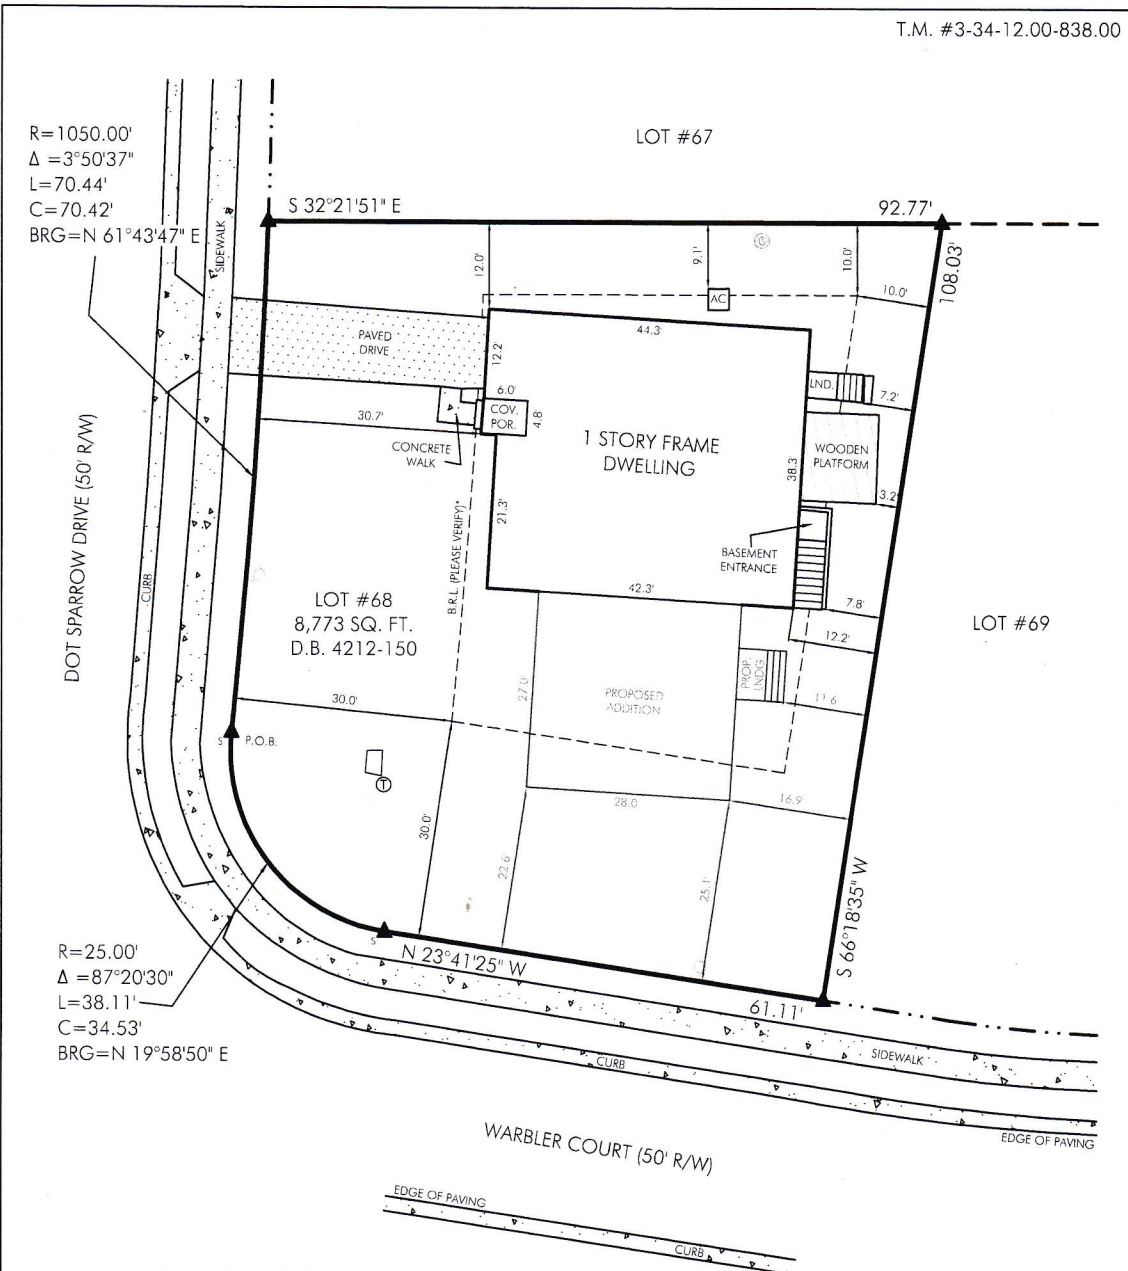 T.M. #3-34-12.00-838.00
LOT #67
R=1050.00'
Δ =3°50'37"
L=70.44'
C=70.42'
BRG=N 61°43'47" E
S 32°21'51" E
92.77'
108.03'
SIDEWALK
12.0'
9.1'
10.0'
10.0'
AC
44.3'
PAVED
DRIVE
12.2'
6.0'
COV.
POR.
4.8'
30.7'
CONCRETE
WALK
1 STORY FRAME
DWELLING
38.3'
LND.
7.2'
WOODEN
PLATFORM
3.2'
21.3'
B.R.L. (PLEASE VERIFY)*
BASEMENT
ENTRANCE
42.3'
7.8'
12.2'
DOT SPARROW DRIVE (50' R/W)
CURB
LOT #68
8,773 SQ. FT.
D.B. 4212-150
LOT #69
PROP.
LNDG
11.6
27.0'
PROPOSED
ADDITION
30.0'
S
P.O.B.
T
28.0
16.9
30.0'
22.6'
25.1'
S 66°18'35" W
S
N 23°41'25" W
61.11'
R=25.00'
Δ =87°20'30"
L=38.11'
C=34.53'
BRG=N 19°58'50" E
SIDEWALK
CURB
EDGE OF PAVING
WARBLER COURT (50' R/W)
EDGE OF PAVING
CURB